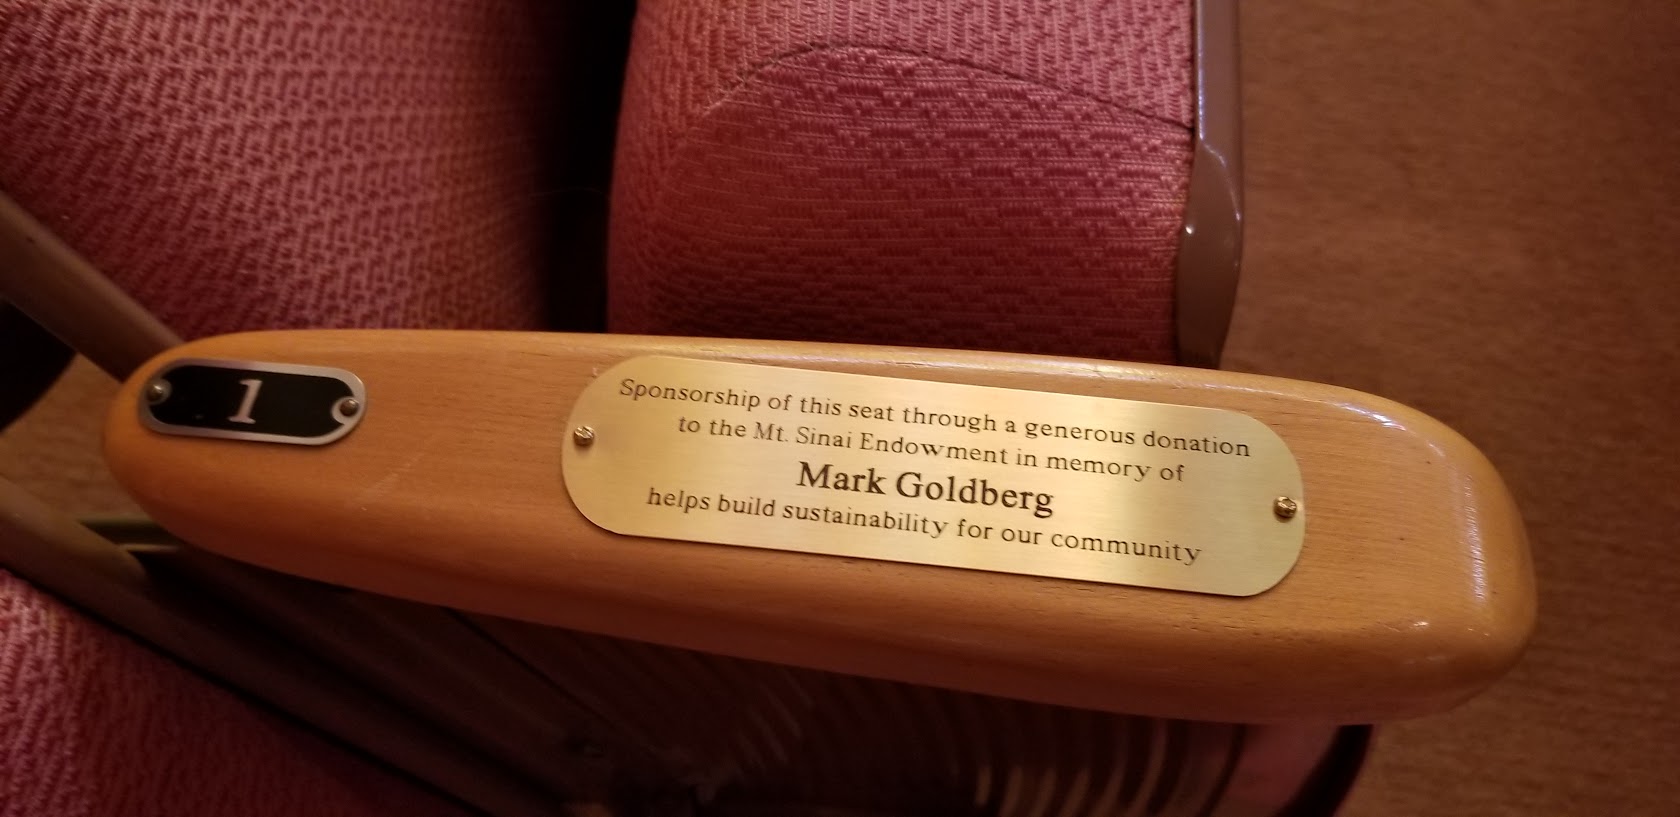 1
Sponsorship of this seat through a generous donation
to the Mt. Sinai Endowment in memory of
Mark Goldberg
helps build sustainability for our community